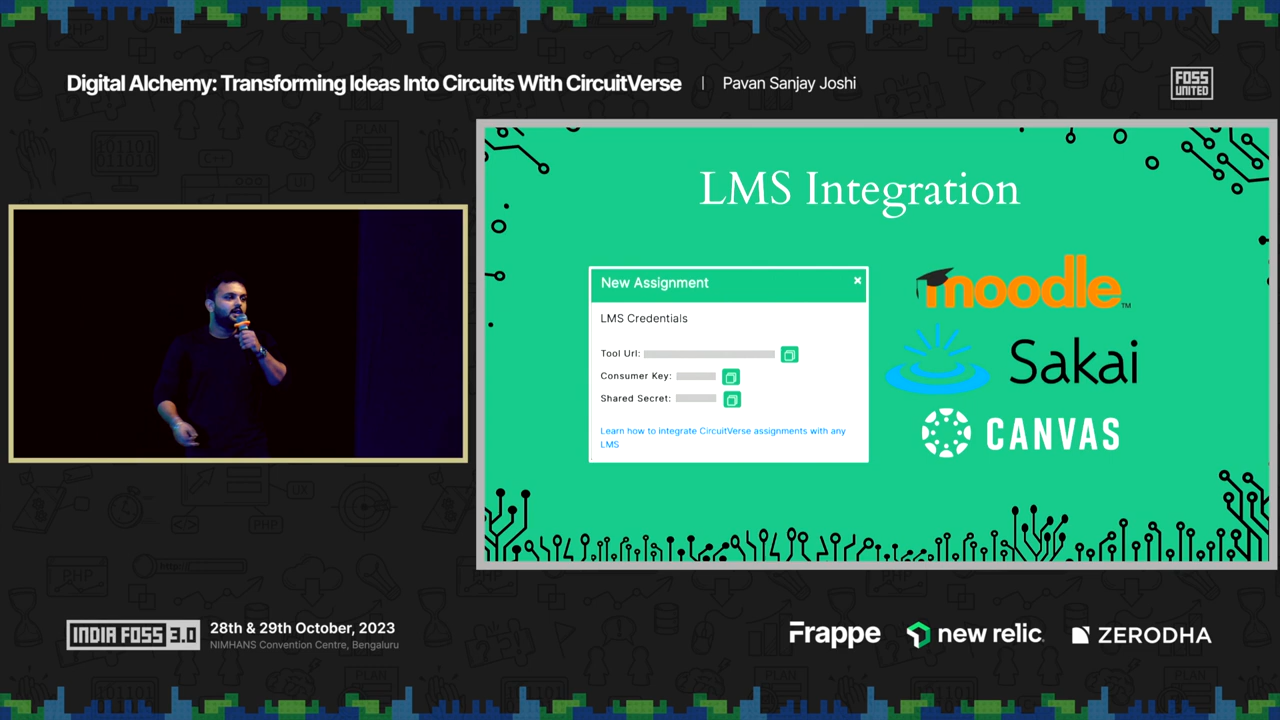 Digital Alchemy: Transforming Ideas Into Circuits With CircuitVerse | Pavan Sanjay Joshi
FOSS
UNITED
LMS Integration
New Assignment
LMS Credentials
Tool Url:
Consumer Key:
Shared Secret:
Learn how to integrate CircuitVerse assignments with any
LMS
moodle™
Sakai
CANVAS
INDIA FOSS 3.0
28th & 29th October, 2023
NIMHANS Convention Centre, Bengaluru
Frappe
new relic
ZERODHA